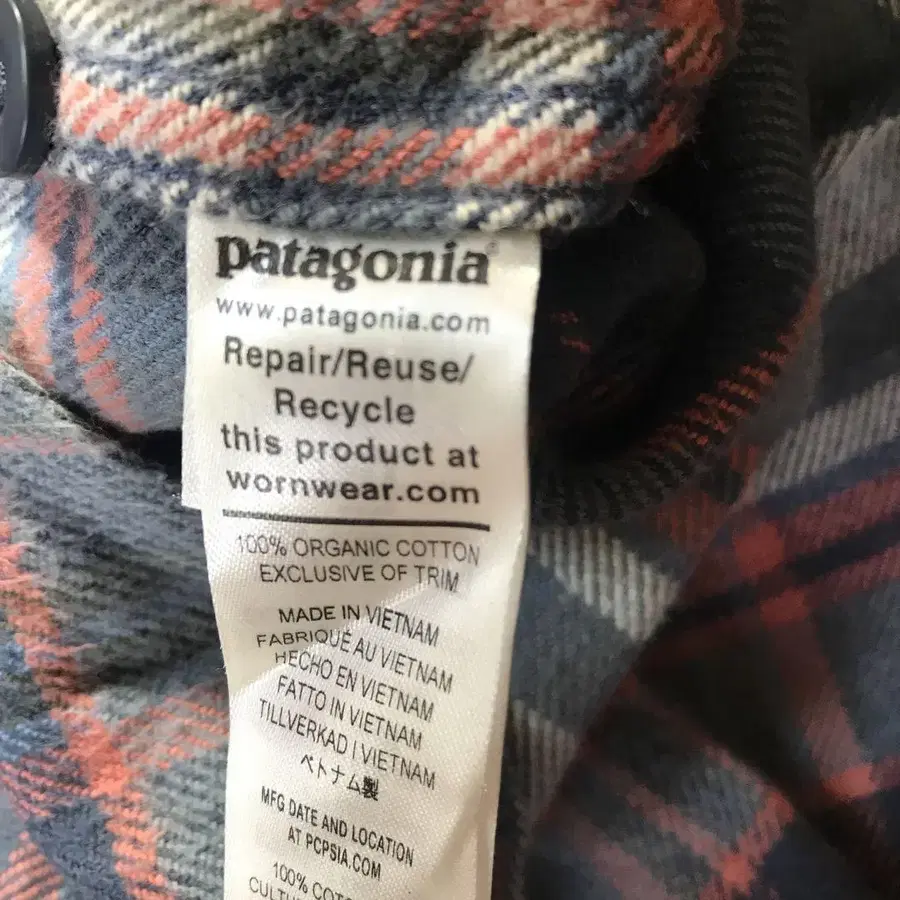 patagonia®
www.patagonia.com
Repair/Reuse/
Recycle
this product at
wornwear.com
100% ORGANIC COTTON
EXCLUSIVE OF TRIM
MADE IN VIETNAM
FABRIQUÉ AU VIETNAM
HECHO EN VIETNAM
FATTO IN VIETNAM
TILLVERKAD I VIETNAM
ベトナム製
MFG DATE AND LOCATION
AT PCPSIA.COM
100%